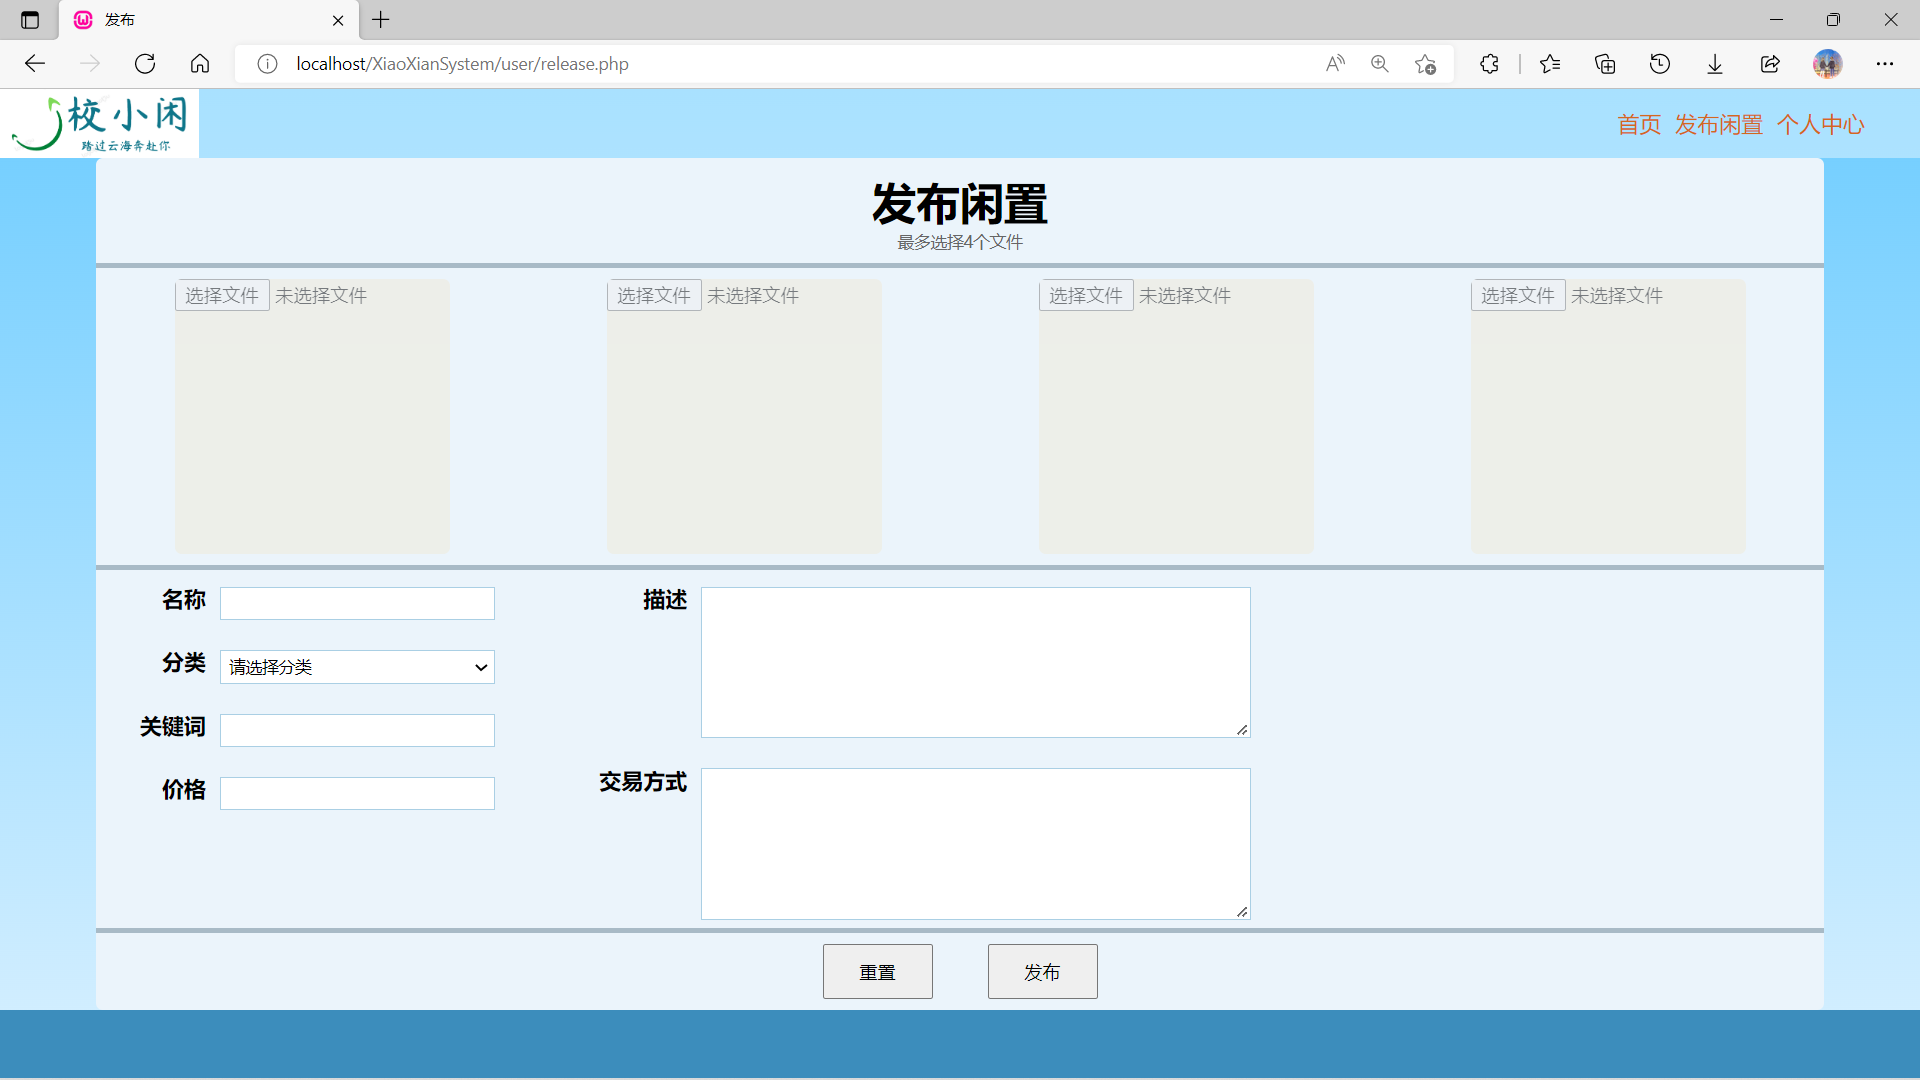 发布
localhost/XiaoXianSystem/user/release.php
校小闲
踏过云海奔赴你
首页 发布闲置 个人中心
发布闲置
最多选择4个文件
选择文件 未选择文件 选择文件 未选择文件 选择文件 未选择文件 选择文件 未选择文件
名称
描述
分类 请选择分类
关键词
交易方式
价格
重置 发布